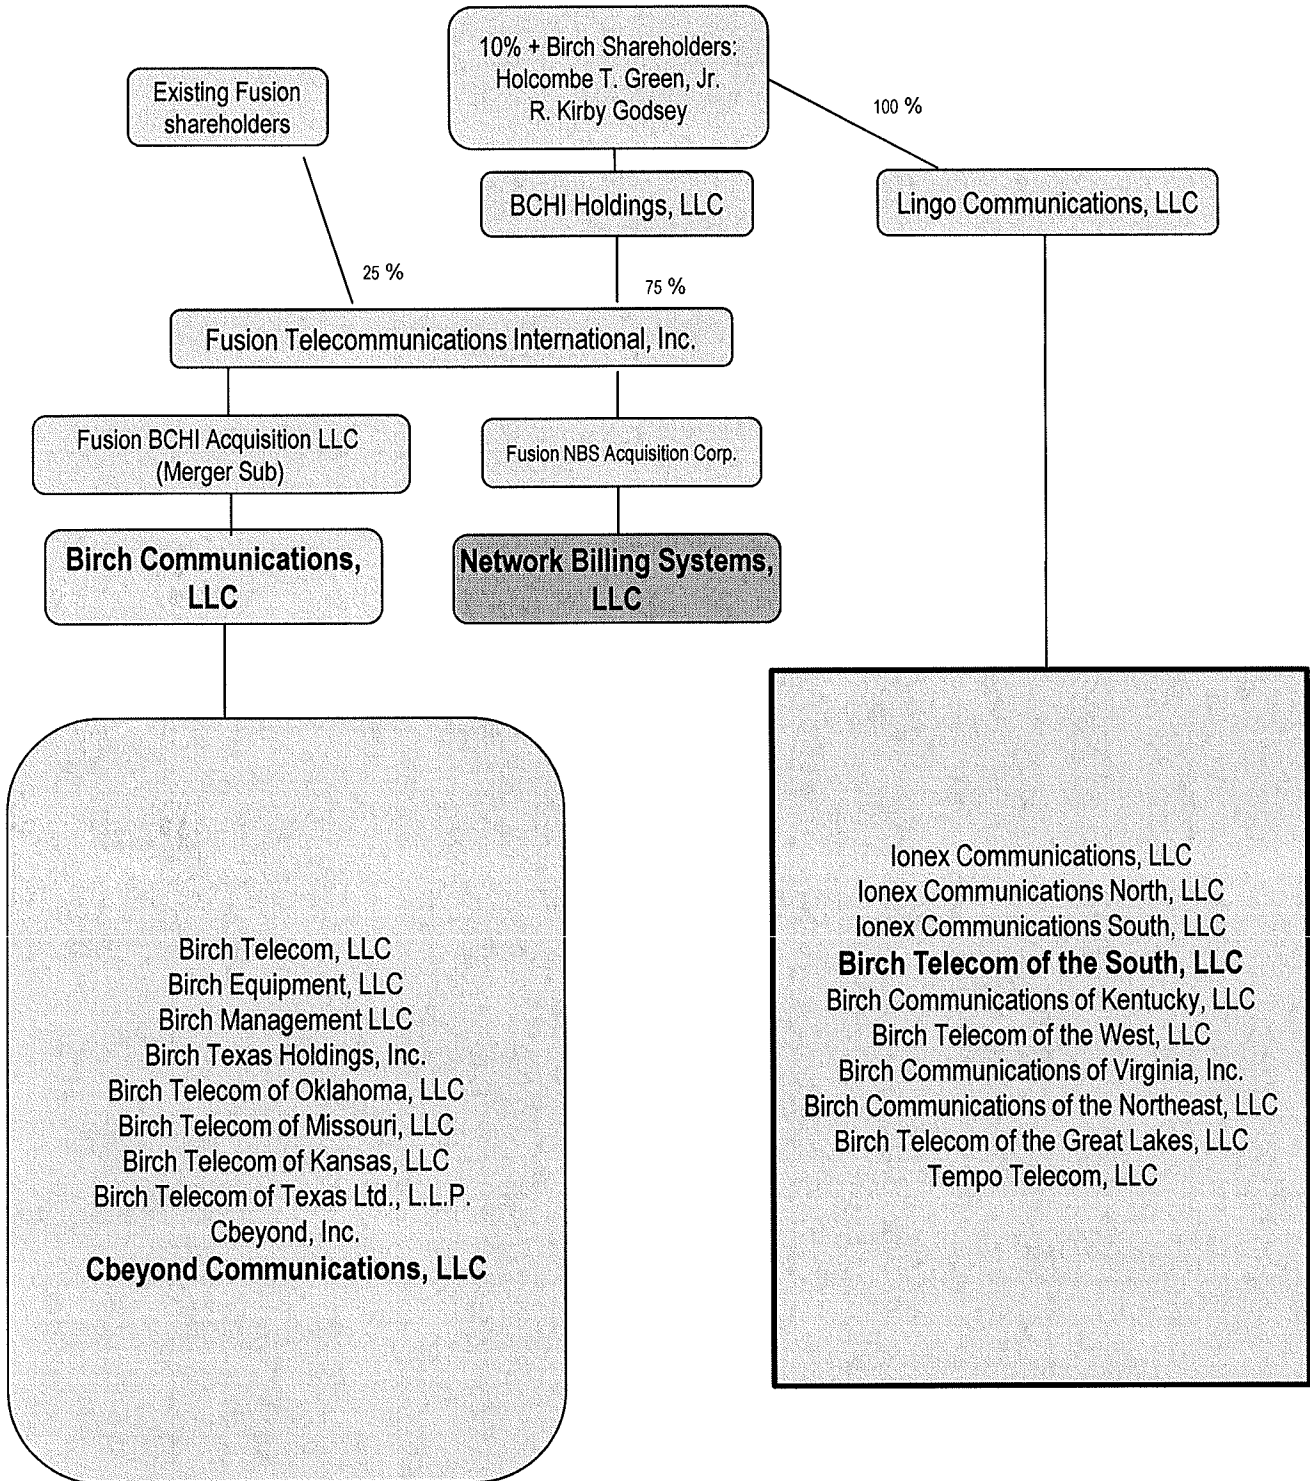 10% + Birch Shareholders:
Holcombe T. Green, Jr.
R. Kirby Godsey
Existing Fusion
shareholders
100 %
BCHI Holdings, LLC
Lingo Communications, LLC
25 %
75 %
Fusion Telecommunications International, Inc.
Fusion BCHI Acquisition LLC
(Merger Sub)
Fusion NBS Acquisition Corp.
Birch Communications,
LLC
Network Billing Systems,
LLC
Birch Telecom, LLC
Birch Equipment, LLC
Birch Management LLC
Birch Texas Holdings, Inc.
Birch Telecom of Oklahoma, LLC
Birch Telecom of Missouri, LLC
Birch Telecom of Kansas, LLC
Birch Telecom of Texas Ltd., L.L.P.
Cbeyond, Inc.
Cbeyond Communications, LLC
Ionex Communications, LLC
Ionex Communications North, LLC
Ionex Communications South, LLC
Birch Telecom of the South, LLC
Birch Communications of Kentucky, LLC
Birch Telecom of the West, LLC
Birch Communications of Virginia, Inc.
Birch Communications of the Northeast, LLC
Birch Telecom of the Great Lakes, LLC
Tempo Telecom, LLC